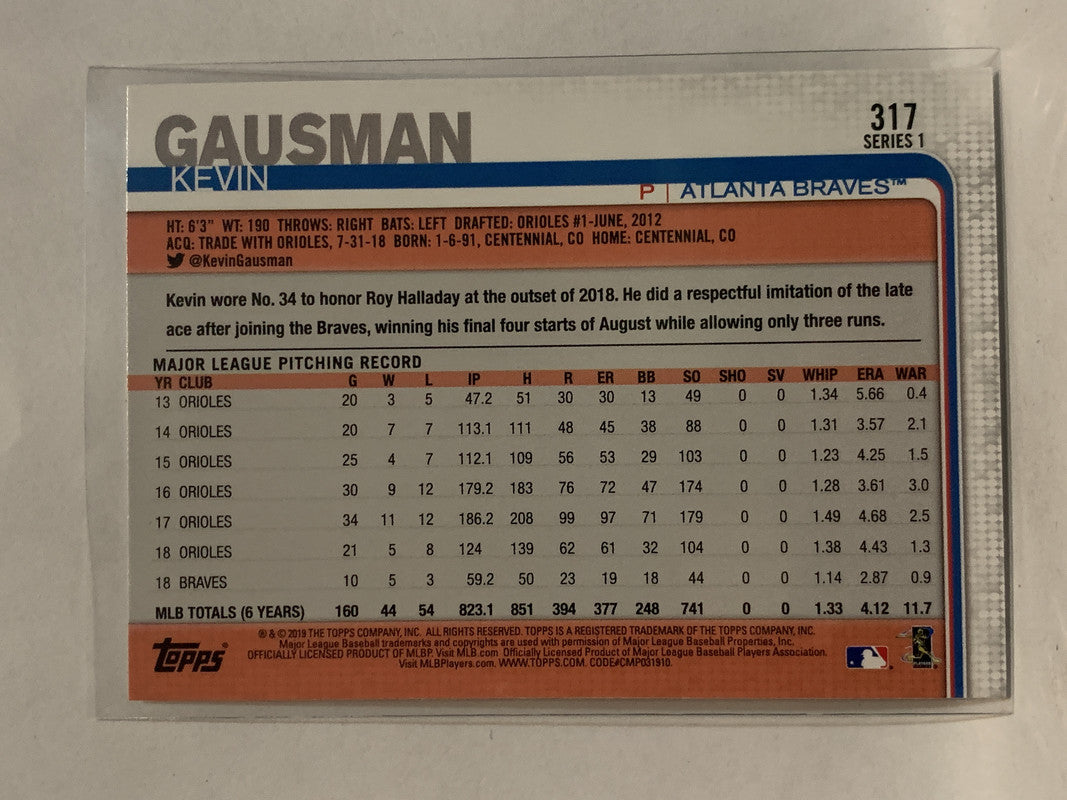 GAUSMAN
KEVIN
317
SERIES 1
P | ATLANTA BRAVES™
HT: 6'3" WT: 190 THROWS: RIGHT BATS: LEFT DRAFTED: ORIOLES #1-JUNE, 2012
ACQ: TRADE WITH ORIOLES, 7-31-18 BORN: 1-6-91, CENTENNIAL, CO HOME: CENTENNIAL, CO
@KevinGausman
Kevin wore No. 34 to honor Roy Halladay at the outset of 2018. He did a respectful imitation of the late
ace after joining the Braves, winning his final four starts of August while allowing only three runs.
MAJOR LEAGUE PITCHING RECORD
YR CLUB G W L IP H R ER BB SO SHO SV WHIP ERA WAR
13 ORIOLES 20 3 5 47.2 51 30 30 13 49 0 0 1.34 5.66 0.4
14 ORIOLES 20 7 7 113.1 111 48 45 38 88 0 0 1.31 3.57 2.1
15 ORIOLES 25 4 7 112.1 109 56 53 29 103 0 0 1.23 4.25 1.5
16 ORIOLES 30 9 12 179.2 183 76 72 47 174 0 0 1.28 3.61 3.0
17 ORIOLES 34 11 12 186.2 208 99 97 71 179 0 0 1.49 4.68 2.5
18 ORIOLES 21 5 8 124 139 62 61 32 104 0 0 1.38 4.43 1.3
18 BRAVES 10 5 3 59.2 50 23 19 18 44 0 0 1.14 2.87 0.9
MLB TOTALS (6 YEARS) 160 44 54 823.1 851 394 377 248 741 0 0 1.33 4.12 11.7
Topps®
® & © 2019 THE TOPPS COMPANY, INC. ALL RIGHTS RESERVED. TOPPS IS A REGISTERED TRADEMARK OF THE TOPPS COMPANY, INC.
Major League Baseball trademarks and copyrights are used with permission of Major League Baseball Properties, Inc.
OFFICIALLY LICENSED PRODUCT OF MLBP. Visit MLB.com Officially Licensed Product of Major League Baseball Players Association.
Visit MLBPlayers.com. WWW.TOPPS.COM. CODE#CMP031910.